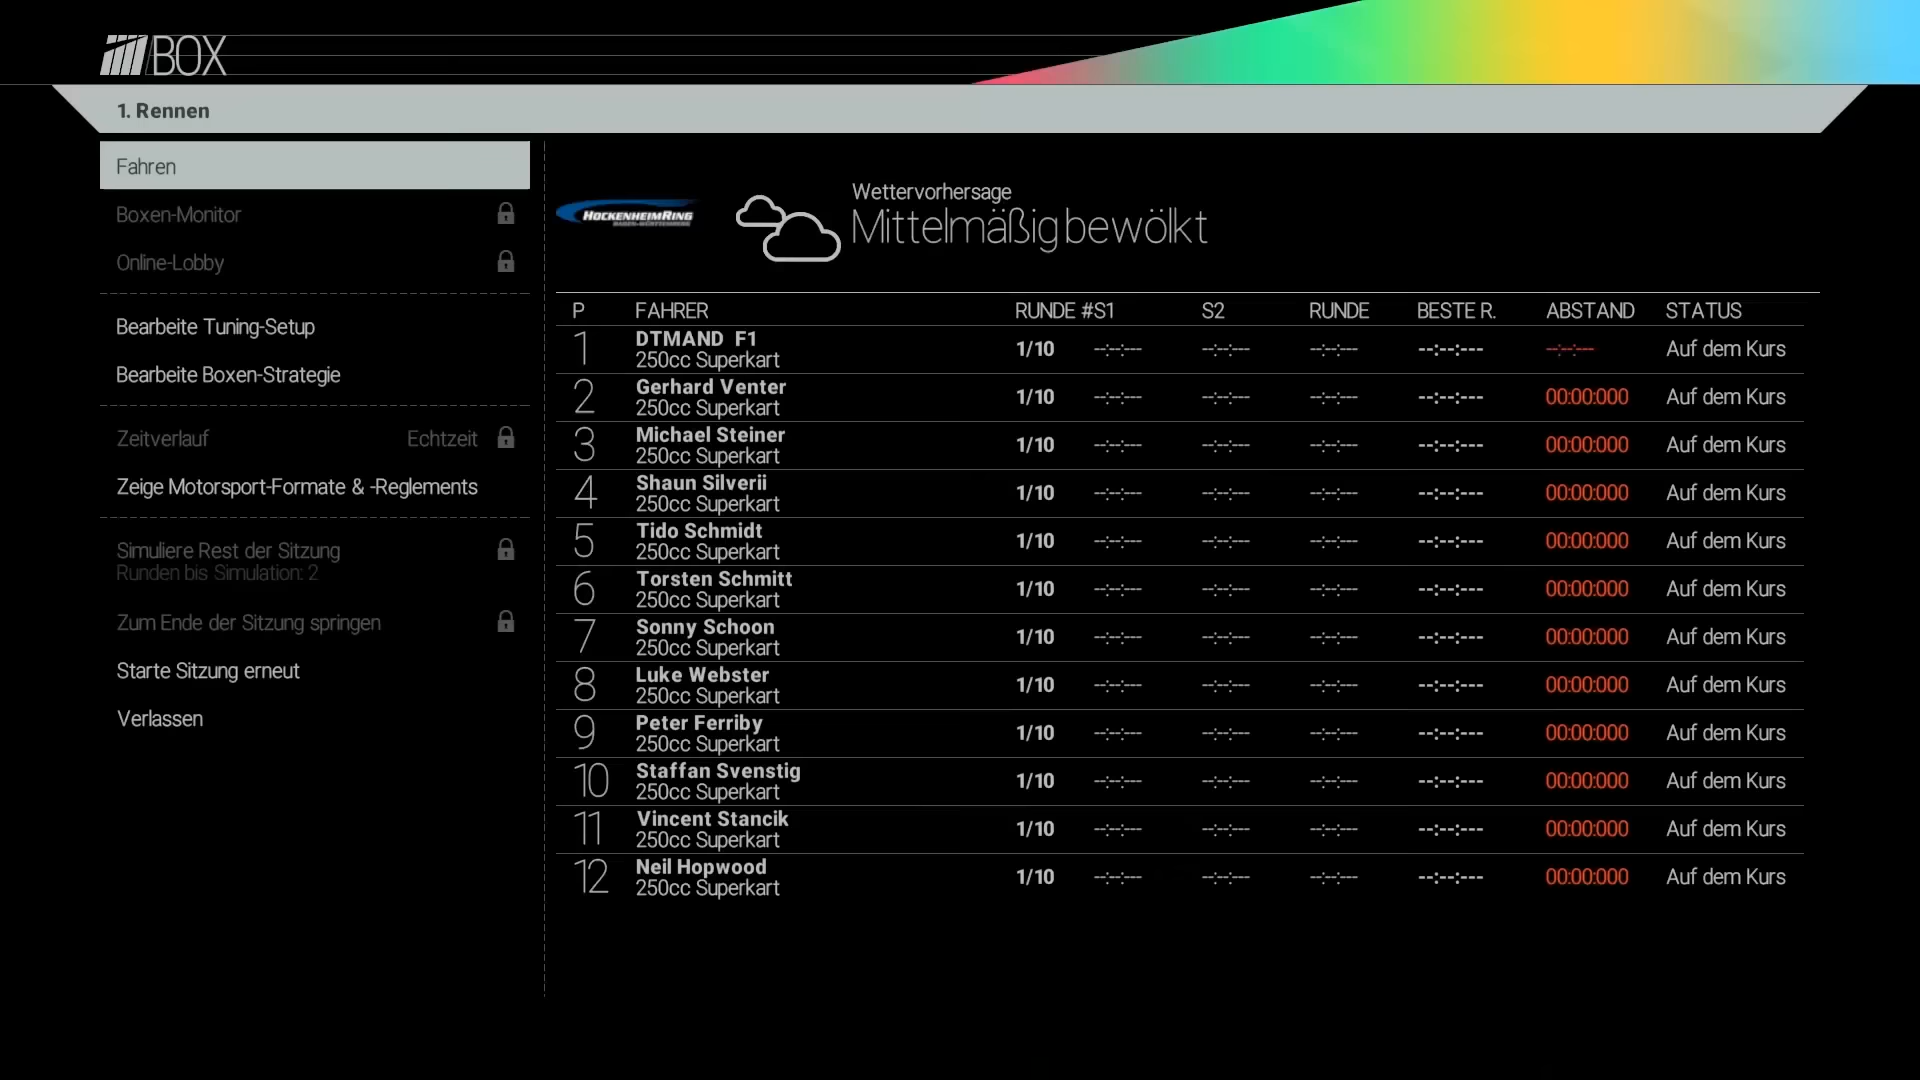 BOX
1. Rennen
Fahren
Boxen-Monitor
Online-Lobby
Bearbeite Tuning-Setup
Bearbeite Boxen-Strategie
Zeitverlauf Echtzeit
Zeige Motorsport-Formate & -Reglements
Simuliere Rest der Sitzung
Runden bis Simulation: 2
Zum Ende der Sitzung springen
Starte Sitzung erneut
Verlassen
HOCKENHEIMRING
BADEN-WÜRTTEMBERG
Wettervorhersage
Mittelmäßig bewölkt
P FAHRER RUNDE # S1 S2 RUNDE BESTE R. ABSTAND STATUS
1 DTMAND F1 1/10 --:--:--- --:--:--- --:--:--- --:--:--- --:--:--- Auf dem Kurs
250cc Superkart
2 Gerhard Venter 1/10 --:--:--- --:--:--- --:--:--- --:--:--- 00:00:000 Auf dem Kurs
250cc Superkart
3 Michael Steiner 1/10 --:--:--- --:--:--- --:--:--- --:--:--- 00:00:000 Auf dem Kurs
250cc Superkart
4 Shaun Silverii 1/10 --:--:--- --:--:--- --:--:--- --:--:--- 00:00:000 Auf dem Kurs
250cc Superkart
5 Tido Schmidt 1/10 --:--:--- --:--:--- --:--:--- --:--:--- 00:00:000 Auf dem Kurs
250cc Superkart
6 Torsten Schmitt 1/10 --:--:--- --:--:--- --:--:--- --:--:--- 00:00:000 Auf dem Kurs
250cc Superkart
7 Sonny Schoon 1/10 --:--:--- --:--:--- --:--:--- --:--:--- 00:00:000 Auf dem Kurs
250cc Superkart
8 Luke Webster 1/10 --:--:--- --:--:--- --:--:--- --:--:--- 00:00:000 Auf dem Kurs
250cc Superkart
9 Peter Ferriby 1/10 --:--:--- --:--:--- --:--:--- --:--:--- 00:00:000 Auf dem Kurs
250cc Superkart
10 Staffan Svenstig 1/10 --:--:--- --:--:--- --:--:--- --:--:--- 00:00:000 Auf dem Kurs
250cc Superkart
11 Vincent Stancik 1/10 --:--:--- --:--:--- --:--:--- --:--:--- 00:00:000 Auf dem Kurs
250cc Superkart
12 Neil Hopwood 1/10 --:--:--- --:--:--- --:--:--- --:--:--- 00:00:000 Auf dem Kurs
250cc Superkart